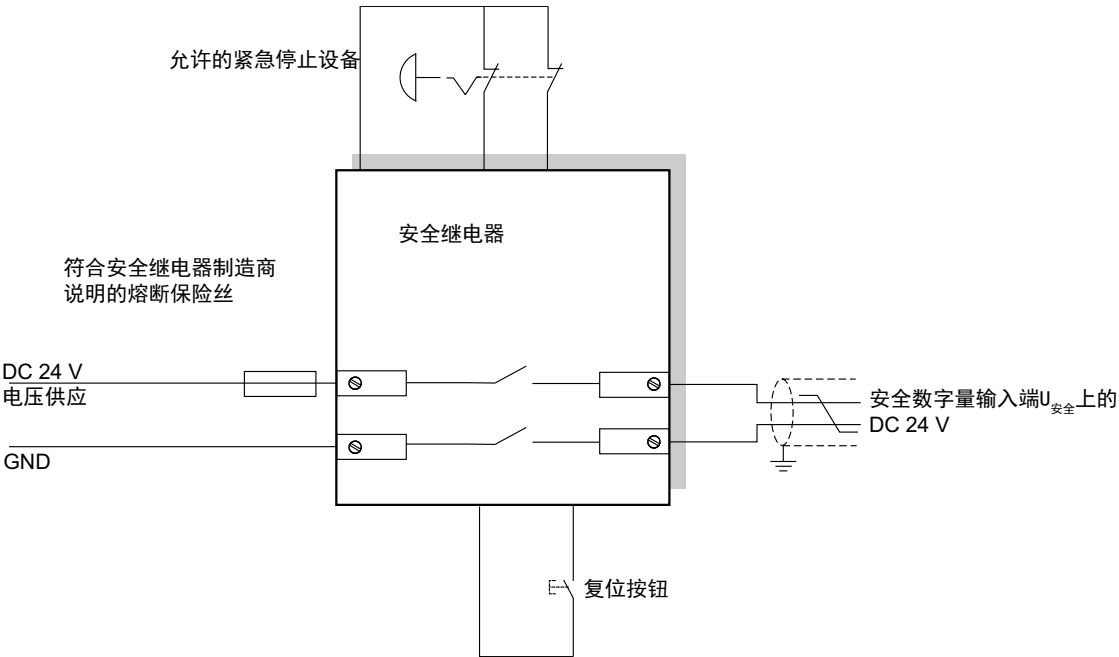 允许的紧急停止设备
安全继电器
符合安全继电器制造商
说明的熔断保险丝
DC 24 V
电压供应
GND
安全数字量输入端U安全上的
DC 24 V
复位按钮